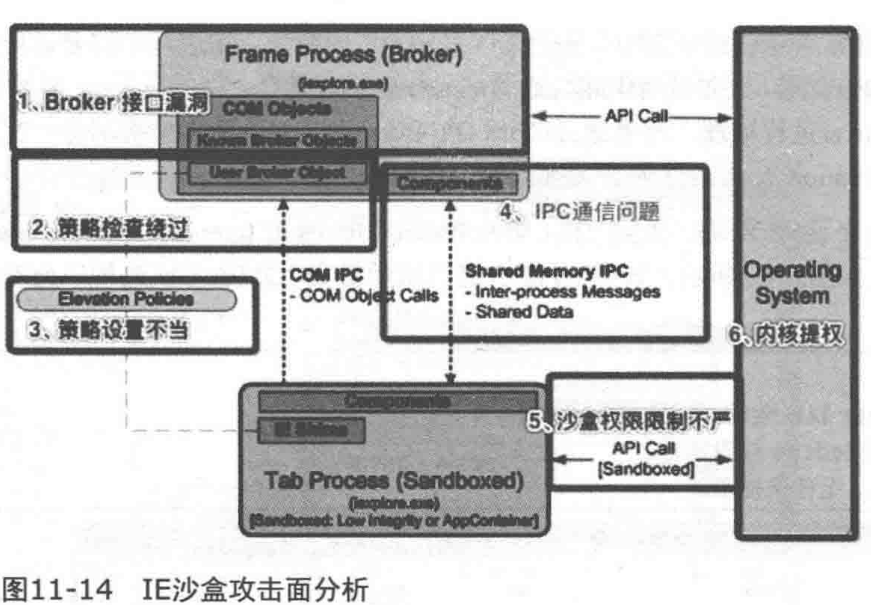 Frame Process (Broker)
(iexplore.exe)
1、Broker 接口漏洞
COM Objects
API Call
Known Broker Objects
User Broker Object
Components
4、 IPC通信问题
2、策略检查绕过
COM IPC
- COM Object Calls
Shared Memory IPC
- Inter-process Messages
- Shared Data
Operating
System
Elevation Policies
3、策略设置不当
6、内核提权
Components
IE Shims
5、沙盒权限限制不严
API Call
[Sandboxed]
Tab Process (Sandboxed)
(iexplore.exe)
[Sandboxed: Low Integrity or AppContainer]
图11-14 IE沙盒攻击面分析